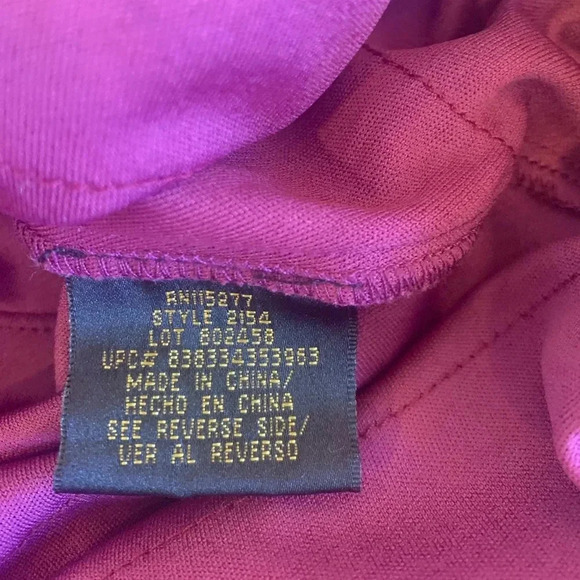 RN115277
STYLE 2154
LOT 802458
UPC# 838334353963
MADE IN CHINA/
HECHO EN CHINA
SEE REVERSE SIDE/
VER AL REVERSO